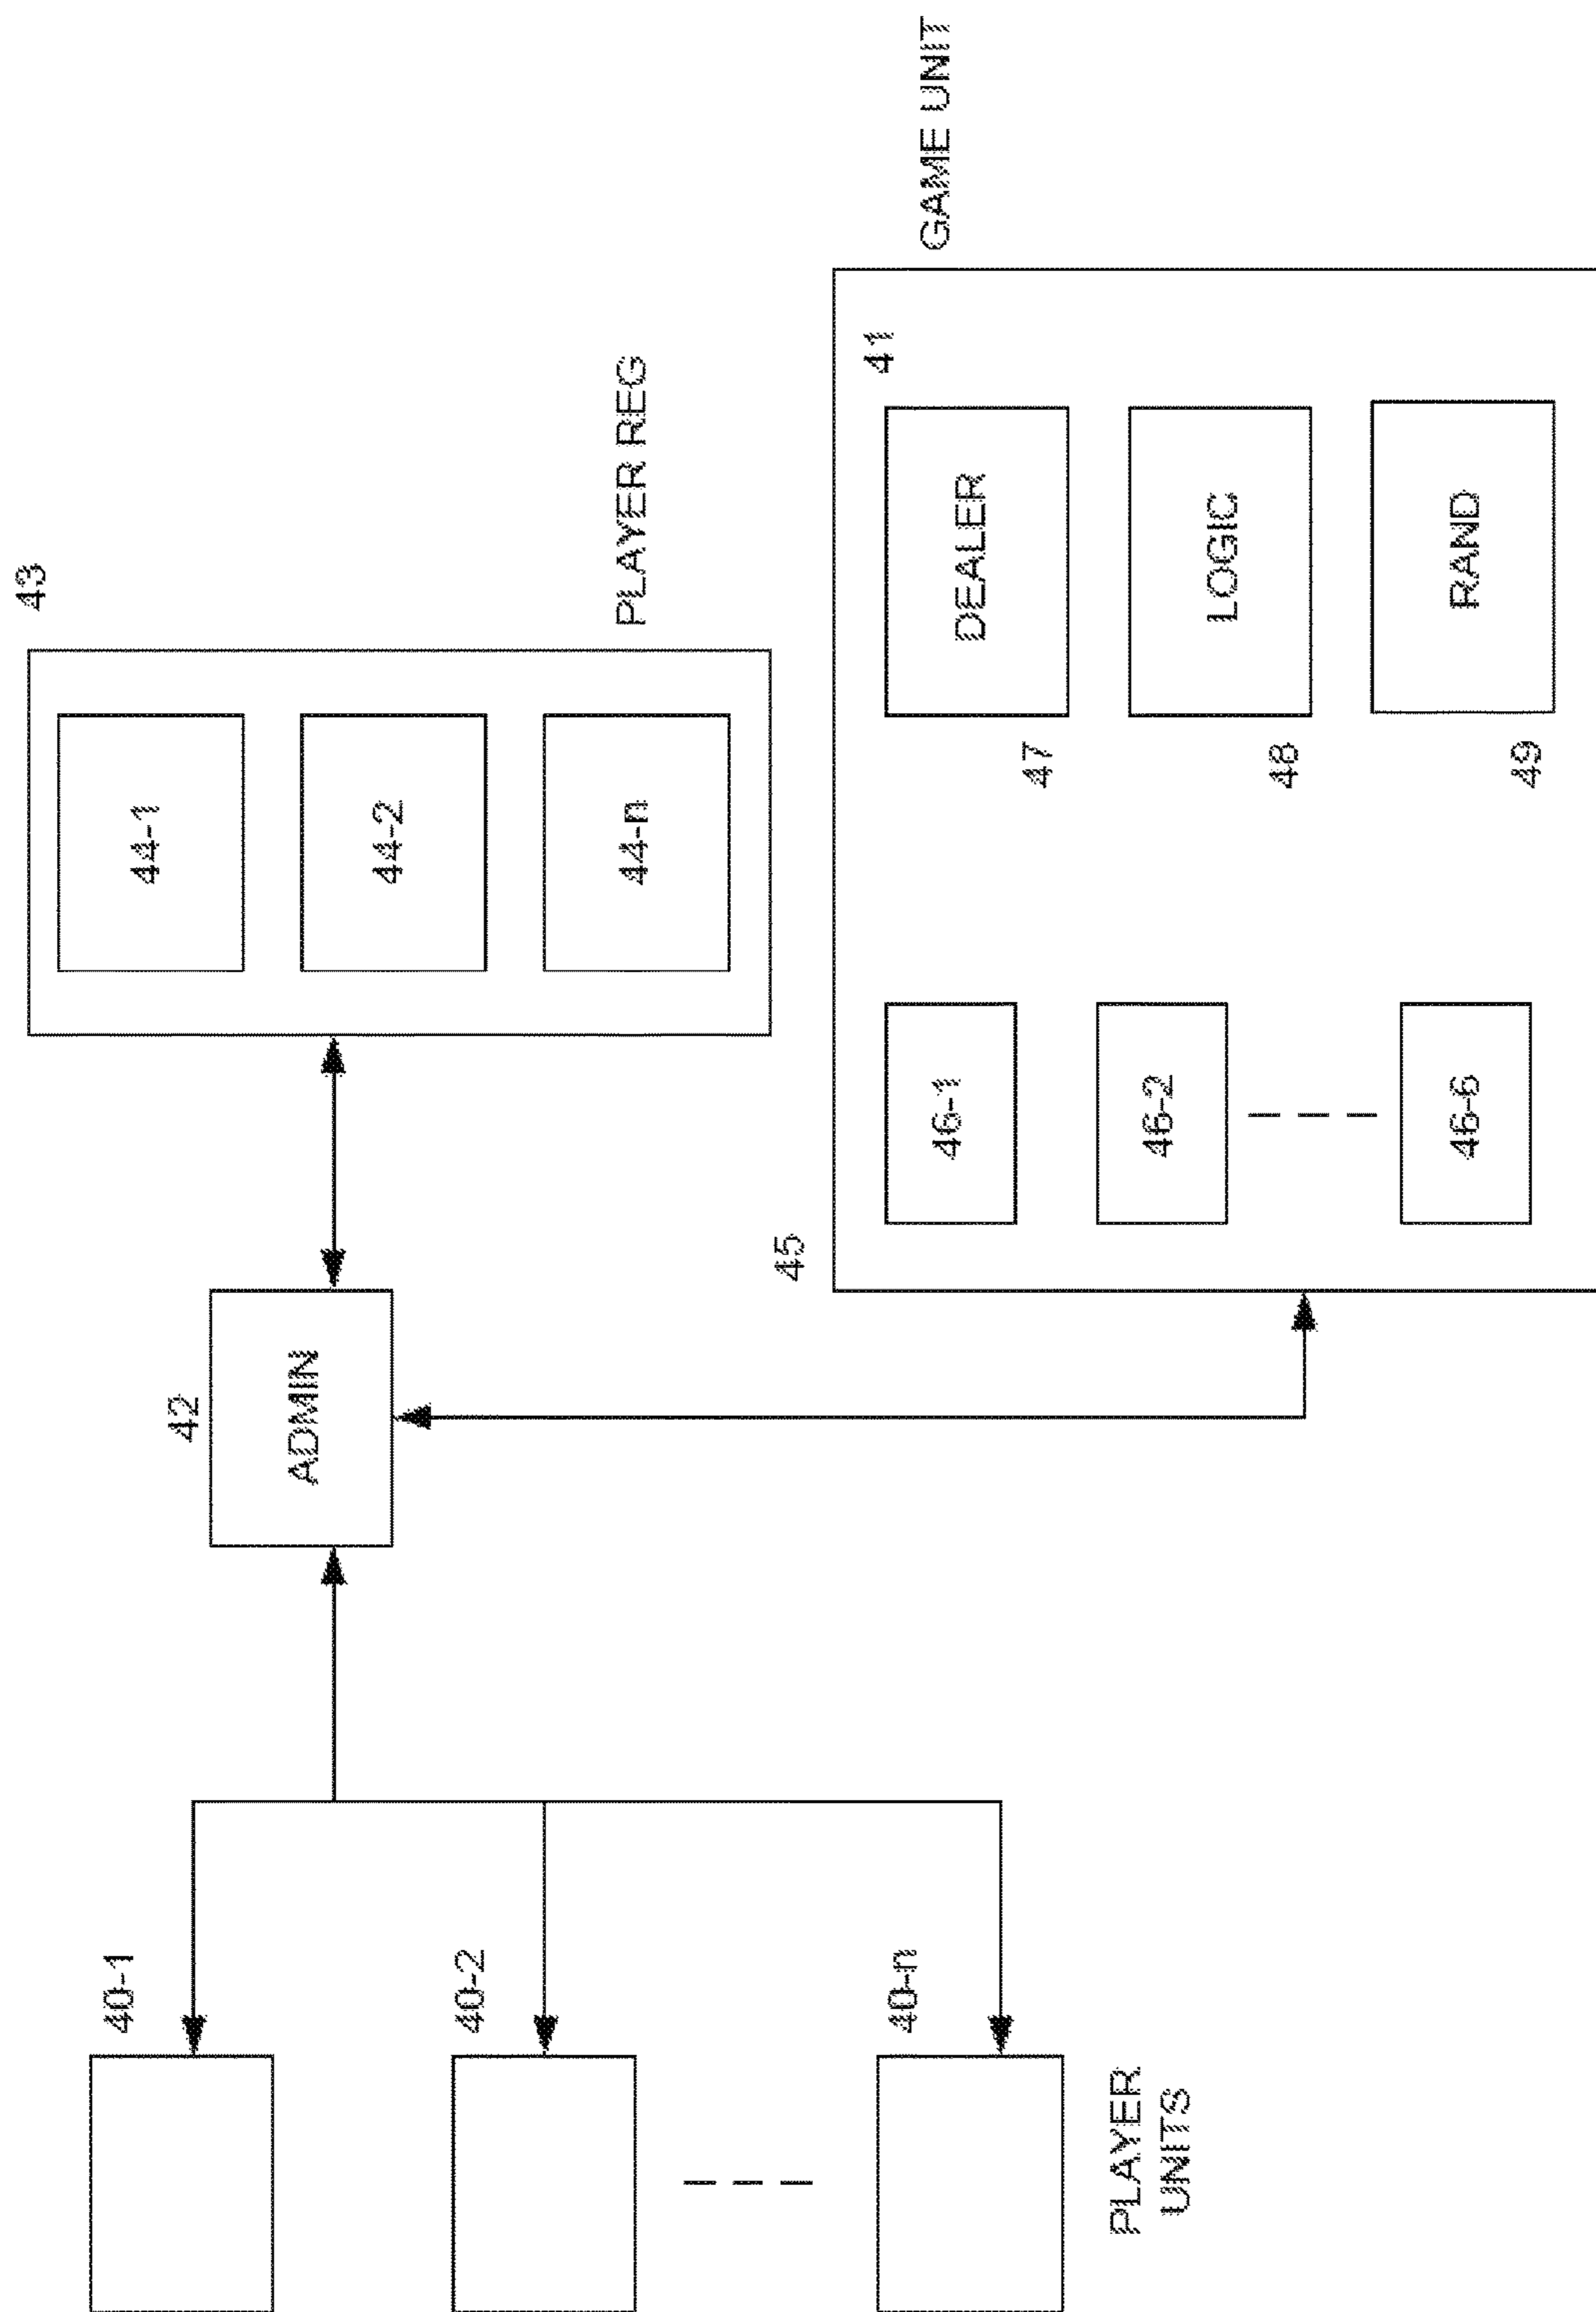 40-1
40-2
40-n
PLAYER
UNITS
42
ADMIN
43
44-1
44-2
44-n
PLAYER REG
45
46-1
46-2
46-6
41
DEALER
47
LOGIC
48
RAND
49
GAME UNIT